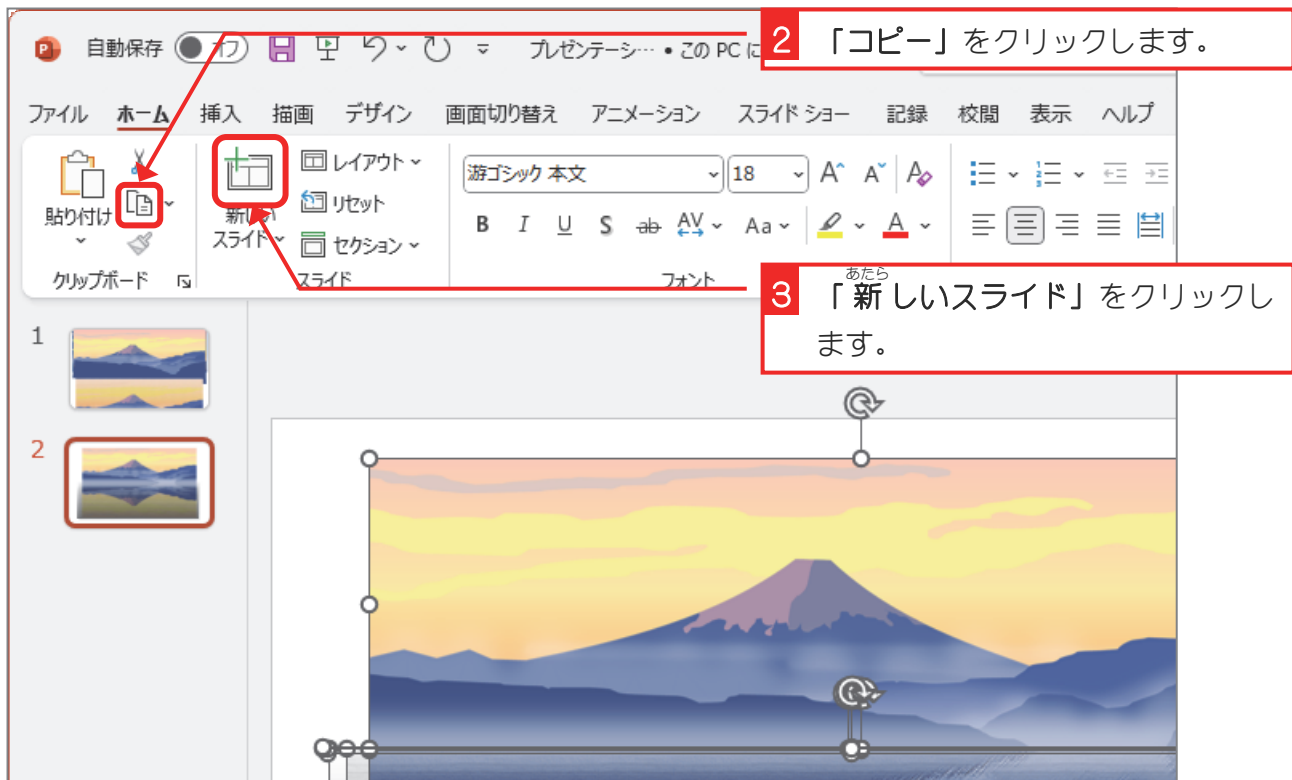 自動保存 オフ プレゼンテーシ… • この PC に
2 「コピー」をクリックします。
ファイル ホーム 挿入 描画 デザイン 画面切り替え アニメーション スライド ショー 記録 校閲 表示 ヘルプ
貼り付け
新しい
スライド
レイアウト
リセット
セクション
游ゴシック 本文 18
B I U S ab AV Aa A
クリップボード スライド フォント
あたら
3 「新しいスライド」をクリックし
ます。
1
2